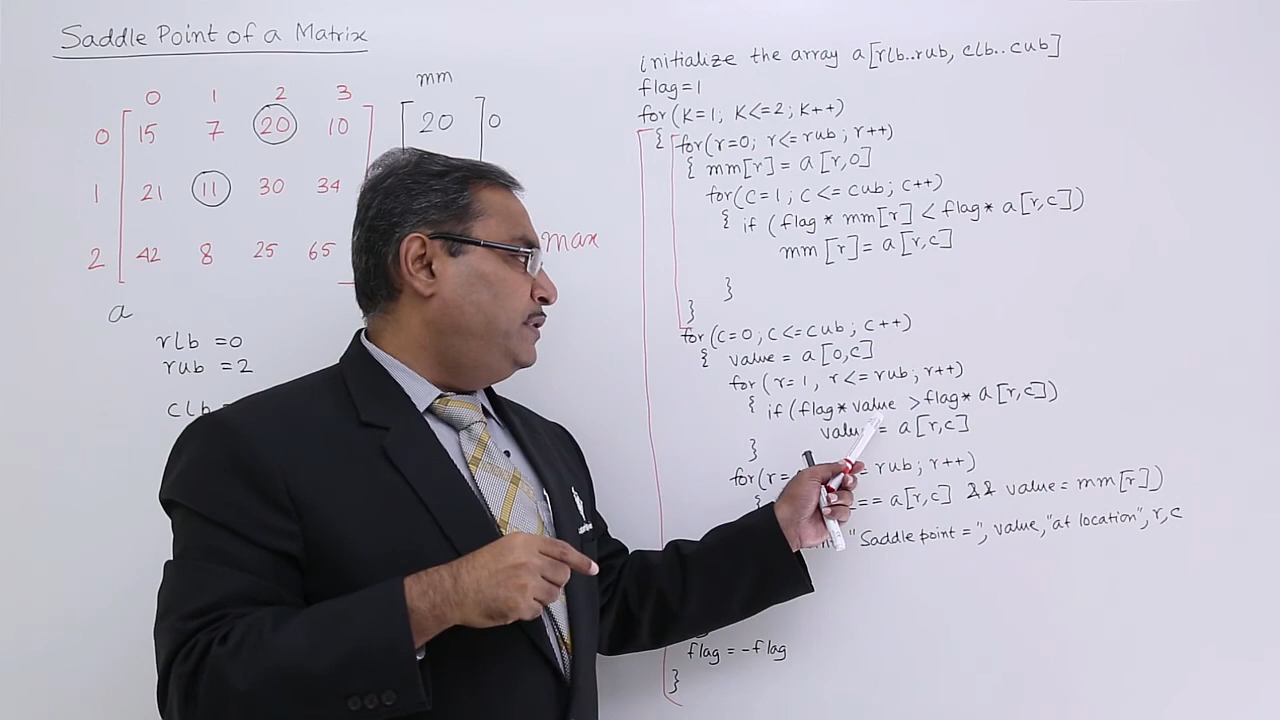 Saddle Point of a Matrix
mm
0 1 2 3
0 15 7 20 10 20 0
1 21 11 30 34
2 42 8 25 65 max
a
rlb = 0
rub = 2
clb =
initialize the array a[rlb..rub, clb..cub]
flag=1
for(K=1; K<=2; K++)
{ for(r=0; r<=rub; r++)
{ mm[r] = a[r,0]
for(C=1; C<=cub; C++)
{ if (flag * mm[r] < flag* a[r,c])
mm[r]= a[r,c]
}
}
for(c=0; c<=cub; c++)
{ value = a[0,c]
for (r=1, r<=rub; r++)
{ if (flag*value >flag* a[r,c])
valu = a[r,c]
}
for(r= = rub; r++)
{ == a[r,c] && value= mm[r])
"Saddle point =", value,"at location", r,c
flag = -flag
}